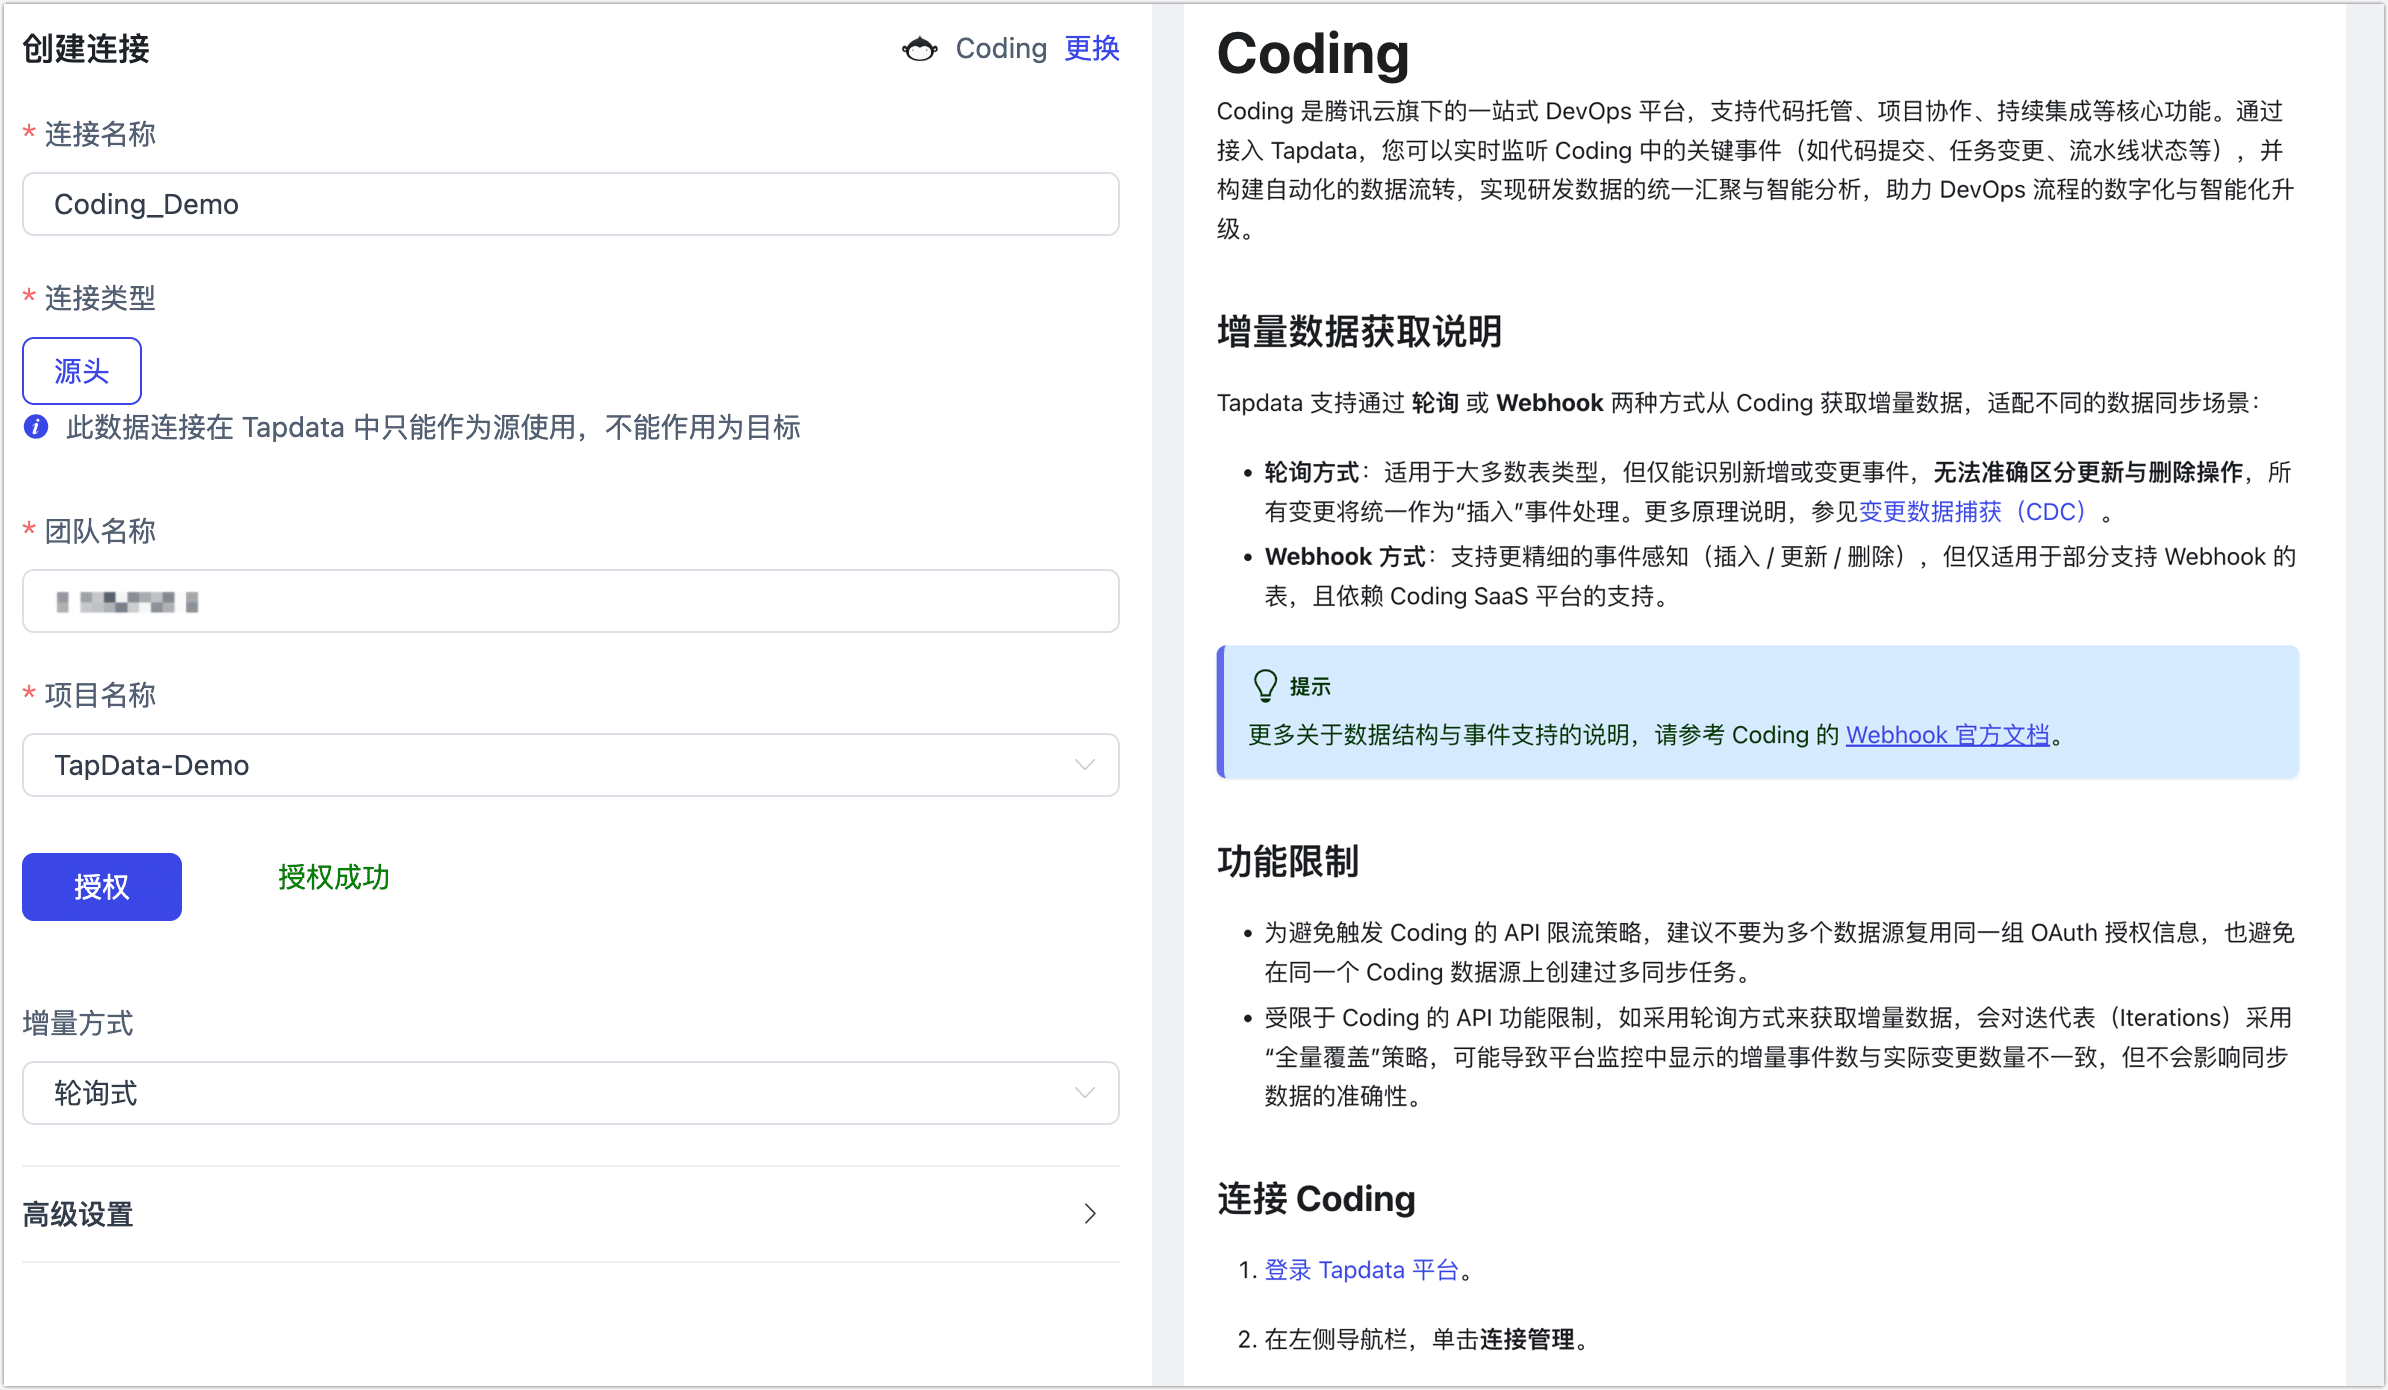 创建连接
Coding 更换
* 连接名称
Coding_Demo
* 连接类型
源头
此数据连接在 Tapdata 中只能作为源使用，不能作用为目标
* 团队名称
* 项目名称
TapData-Demo
授权
授权成功
增量方式
轮询式
高级设置
Coding
Coding 是腾讯云旗下的一站式 DevOps 平台，支持代码托管、项目协作、持续集成等核心功能。通过
接入 Tapdata，您可以实时监听 Coding 中的关键事件（如代码提交、任务变更、流水线状态等），并
构建自动化的数据流转，实现研发数据的统一汇聚与智能分析，助力 DevOps 流程的数字化与智能化升
级。
增量数据获取说明
Tapdata 支持通过 轮询 或 Webhook 两种方式从 Coding 获取增量数据，适配不同的数据同步场景：
• 轮询方式：适用于大多数表类型，但仅能识别新增或变更事件，无法准确区分更新与删除操作，所
有变更将统一作为“插入”事件处理。更多原理说明，参见变更数据捕获（CDC）。
• Webhook 方式：支持更精细的事件感知（插入 / 更新 / 删除），但仅适用于部分支持 Webhook 的
表，且依赖 Coding SaaS 平台的支持。
提示
更多关于数据结构与事件支持的说明，请参考 Coding 的 Webhook 官方文档。
功能限制
• 为避免触发 Coding 的 API 限流策略，建议不要为多个数据源复用同一组 OAuth 授权信息，也避免
在同一个 Coding 数据源上创建过多同步任务。
• 受限于 Coding 的 API 功能限制，如采用轮询方式来获取增量数据，会对迭代表（Iterations）采用
“全量覆盖”策略，可能导致平台监控中显示的增量事件数与实际变更数量不一致，但不会影响同步
数据的准确性。
连接 Coding
1. 登录 Tapdata 平台。
2. 在左侧导航栏，单击连接管理。